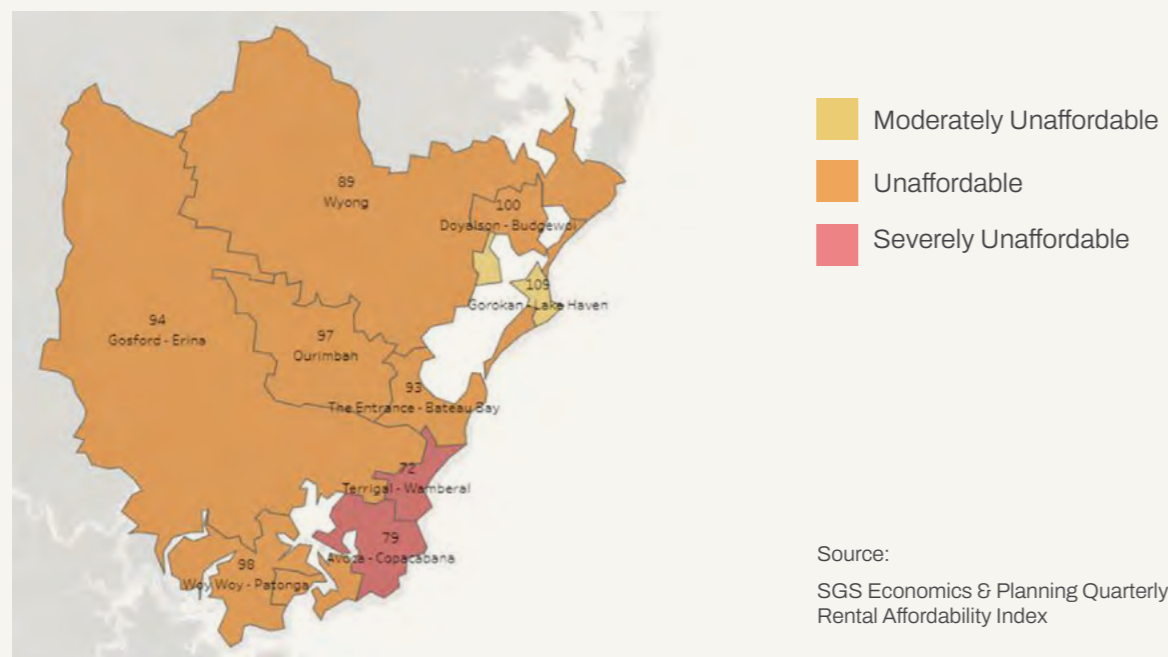 Moderately Unaffordable
Unaffordable
Severely Unaffordable
89
Wyong
100
Doyalson - Budgewoi
109
Gorokan - Lake Haven
94
Gosford - Erina
97
Ourimbah
93
The Entrance - Bateau Bay
72
Terrigal - Wamberal
79
Avoca - Copacabana
98
Woy Woy - Patonga
Source:
SGS Economics & Planning Quarterly
Rental Affordability Index